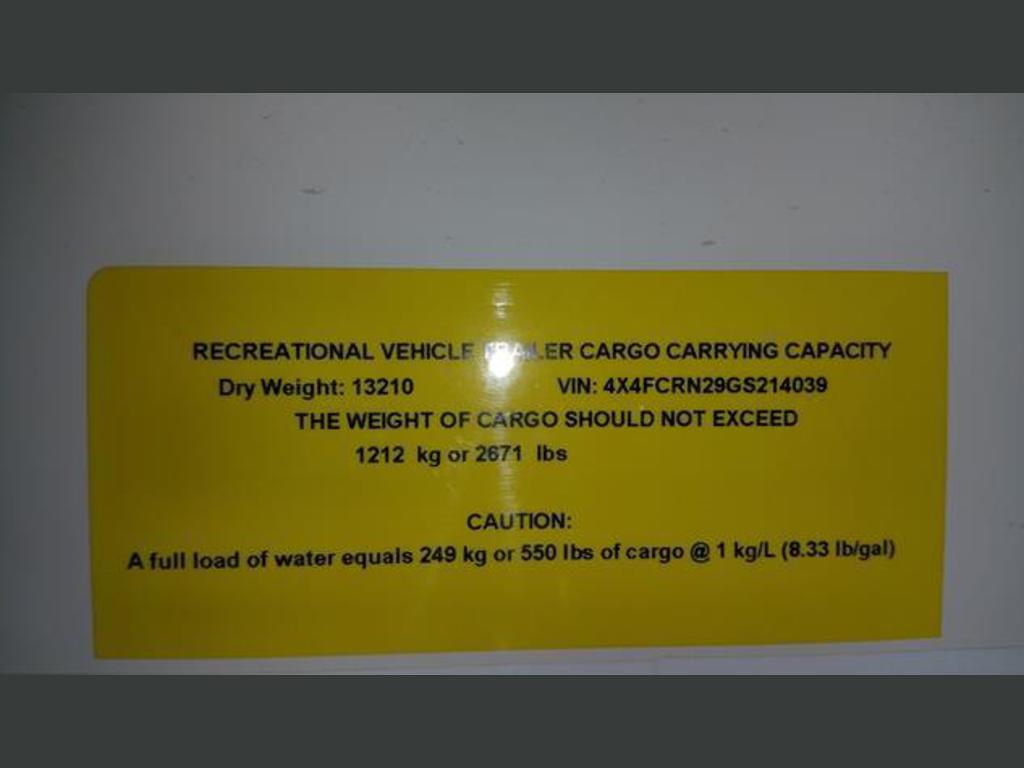 RECREATIONAL VEHICLE TRAILER CARGO CARRYING CAPACITY
Dry Weight: 13210 VIN: 4X4FCRN29GS214039
THE WEIGHT OF CARGO SHOULD NOT EXCEED
1212 kg or 2671 lbs
CAUTION:
A full load of water equals 249 kg or 550 lbs of cargo @ 1 kg/L (8.33 lb/gal)